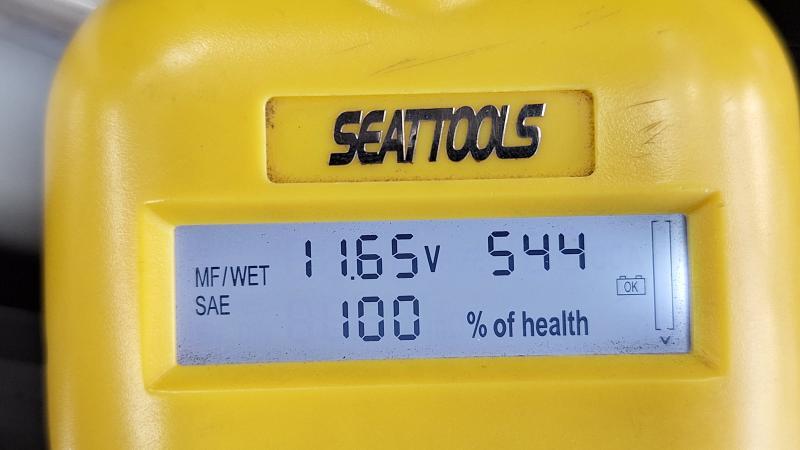 SEATTOOLS
MF/WET 11.65V 544
SAE 100 % of health
OK